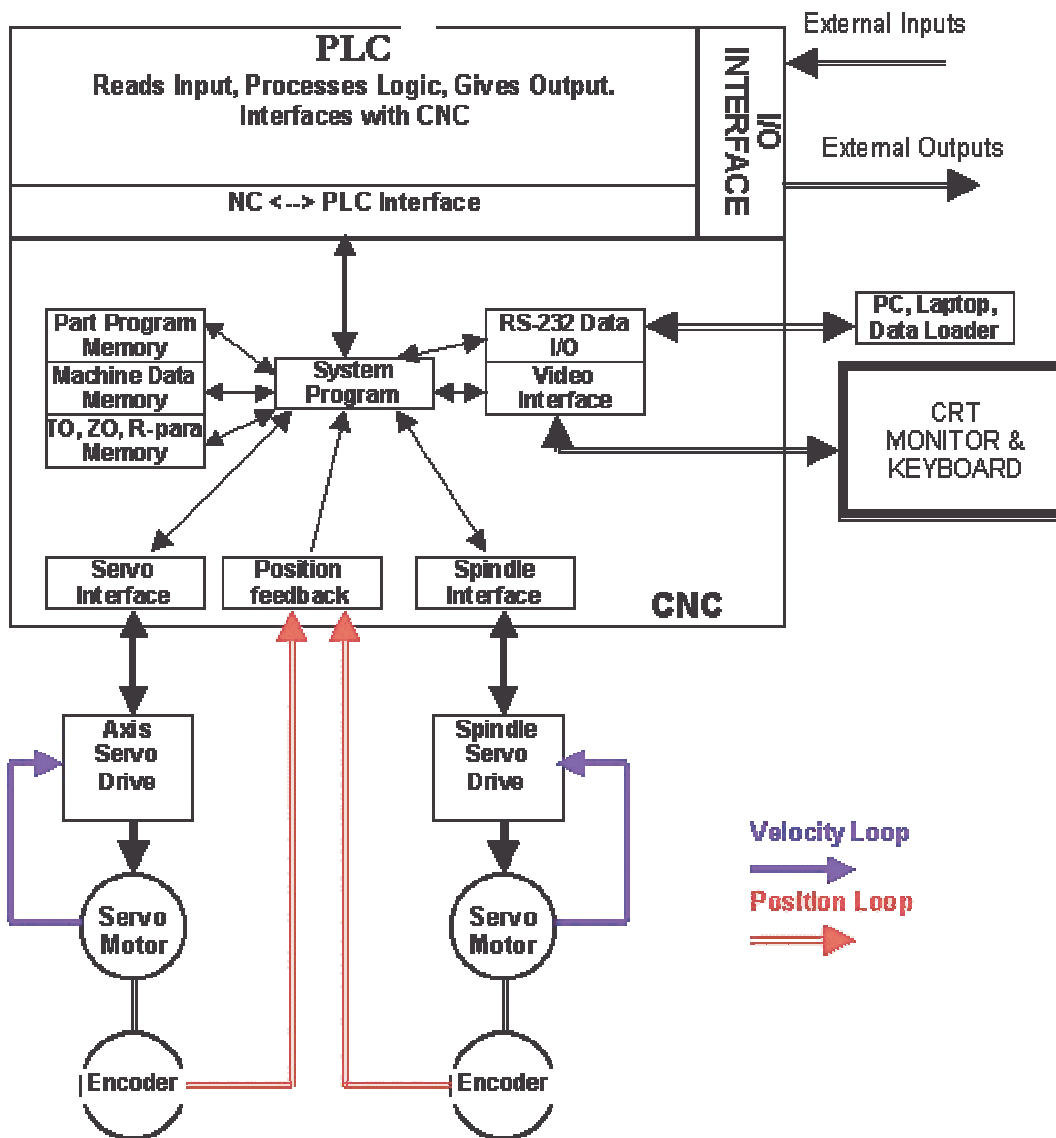 PLC
Reads Input, Processes Logic, Gives Output.
Interfaces with CNC
NC <--> PLC Interface
I/O
INTERFACE
External Inputs
External Outputs
Part Program
Memory
Machine Data
Memory
TO, ZO, R-para
Memory
System
Program
RS-232 Data
I/O
Video
Interface
PC, Laptop,
Data Loader
CRT
MONITOR &
KEYBOARD
Servo
Interface
Position
feedback
Spindle
Interface
CNC
Axis
Servo
Drive
Spindle
Servo
Drive
Velocity Loop
Position Loop
Servo
Motor
Servo
Motor
Encoder
Encoder